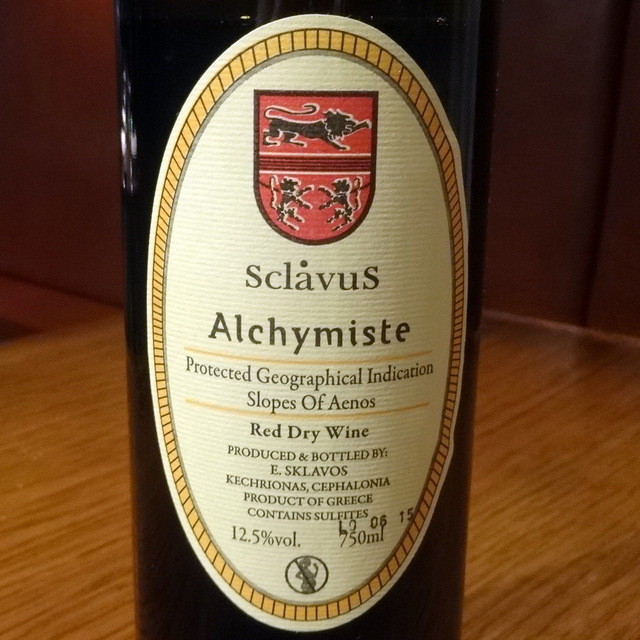 sclåvus
Alchymiste
Protected Geographical Indication
Slopes Of Aenos
Red Dry Wine
PRODUCED & BOTTLED BY:
E. SKLAVOS
KECHRIONAS, CEPHALONIA
PRODUCT OF GREECE
CONTAINS SULFITES
L0 06 15
12.5%vol. 750ml